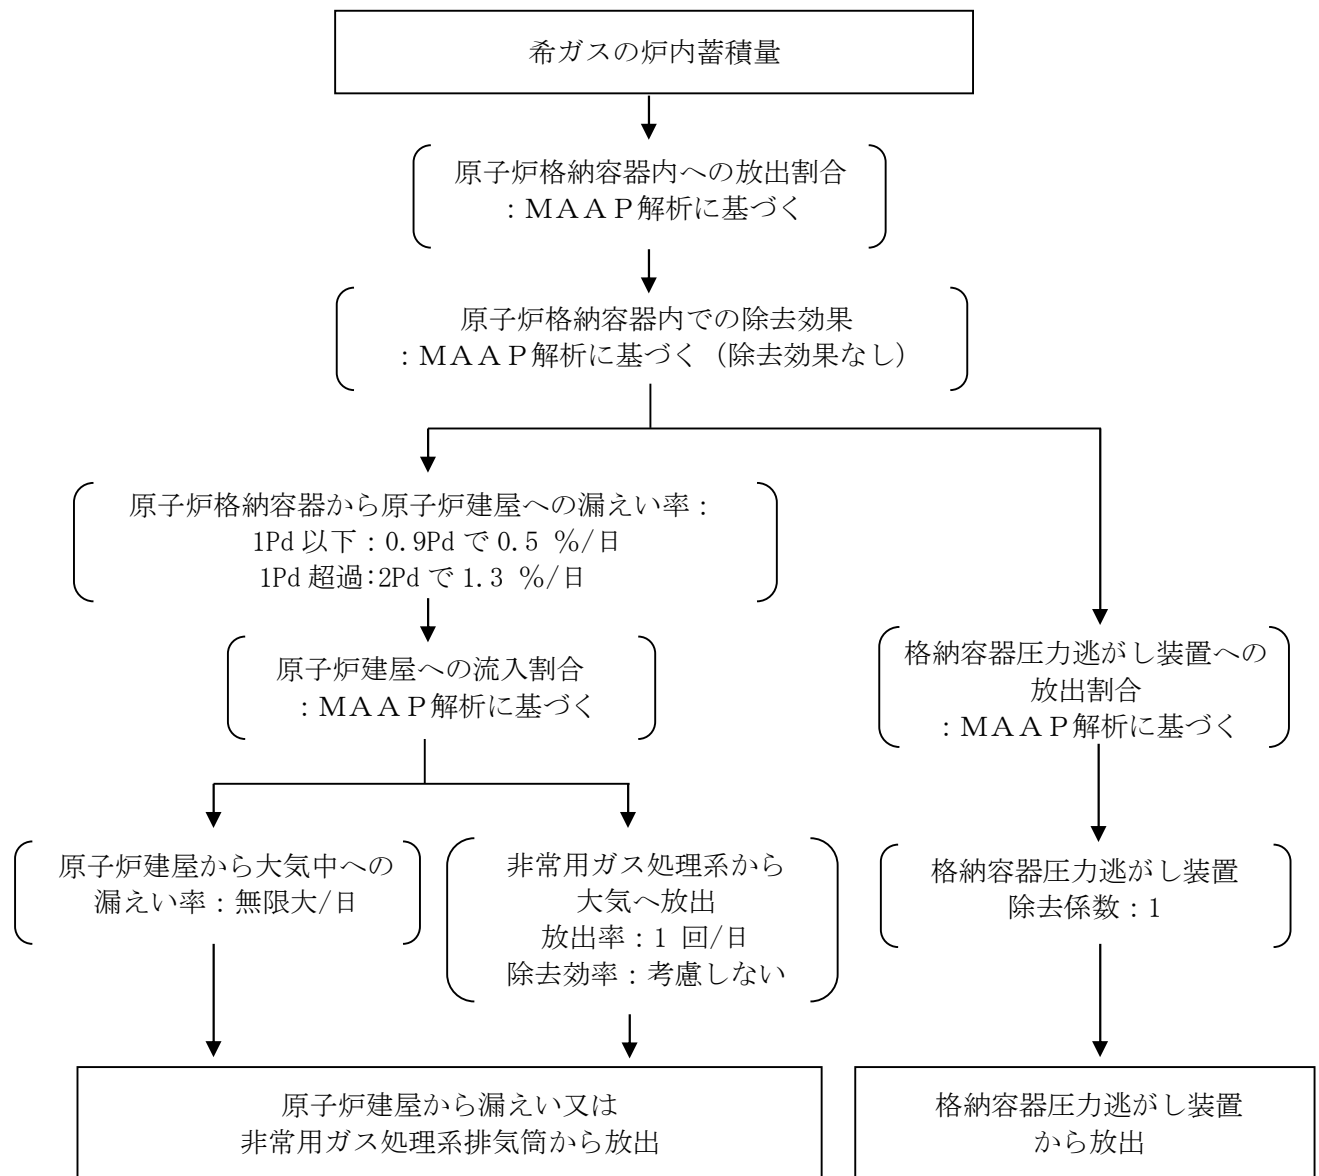 希ガスの炉内蓄積量
原子炉格納容器内への放出割合
：ＭＡＡＰ解析に基づく
原子炉格納容器内での除去効果
：ＭＡＡＰ解析に基づく（除去効果なし）
原子炉格納容器から原子炉建屋への漏えい率：
1Pd 以下：0.9Pd で 0.5 %/日
1Pd 超過:2Pd で 1.3 %/日
原子炉建屋への流入割合
：ＭＡＡＰ解析に基づく
格納容器圧力逃がし装置への
放出割合
：ＭＡＡＰ解析に基づく
原子炉建屋から大気中への
漏えい率：無限大/日
非常用ガス処理系から
大気へ放出
放出率：1 回/日
除去効率：考慮しない
格納容器圧力逃がし装置
除去係数：1
原子炉建屋から漏えい又は
非常用ガス処理系排気筒から放出
格納容器圧力逃がし装置
から放出